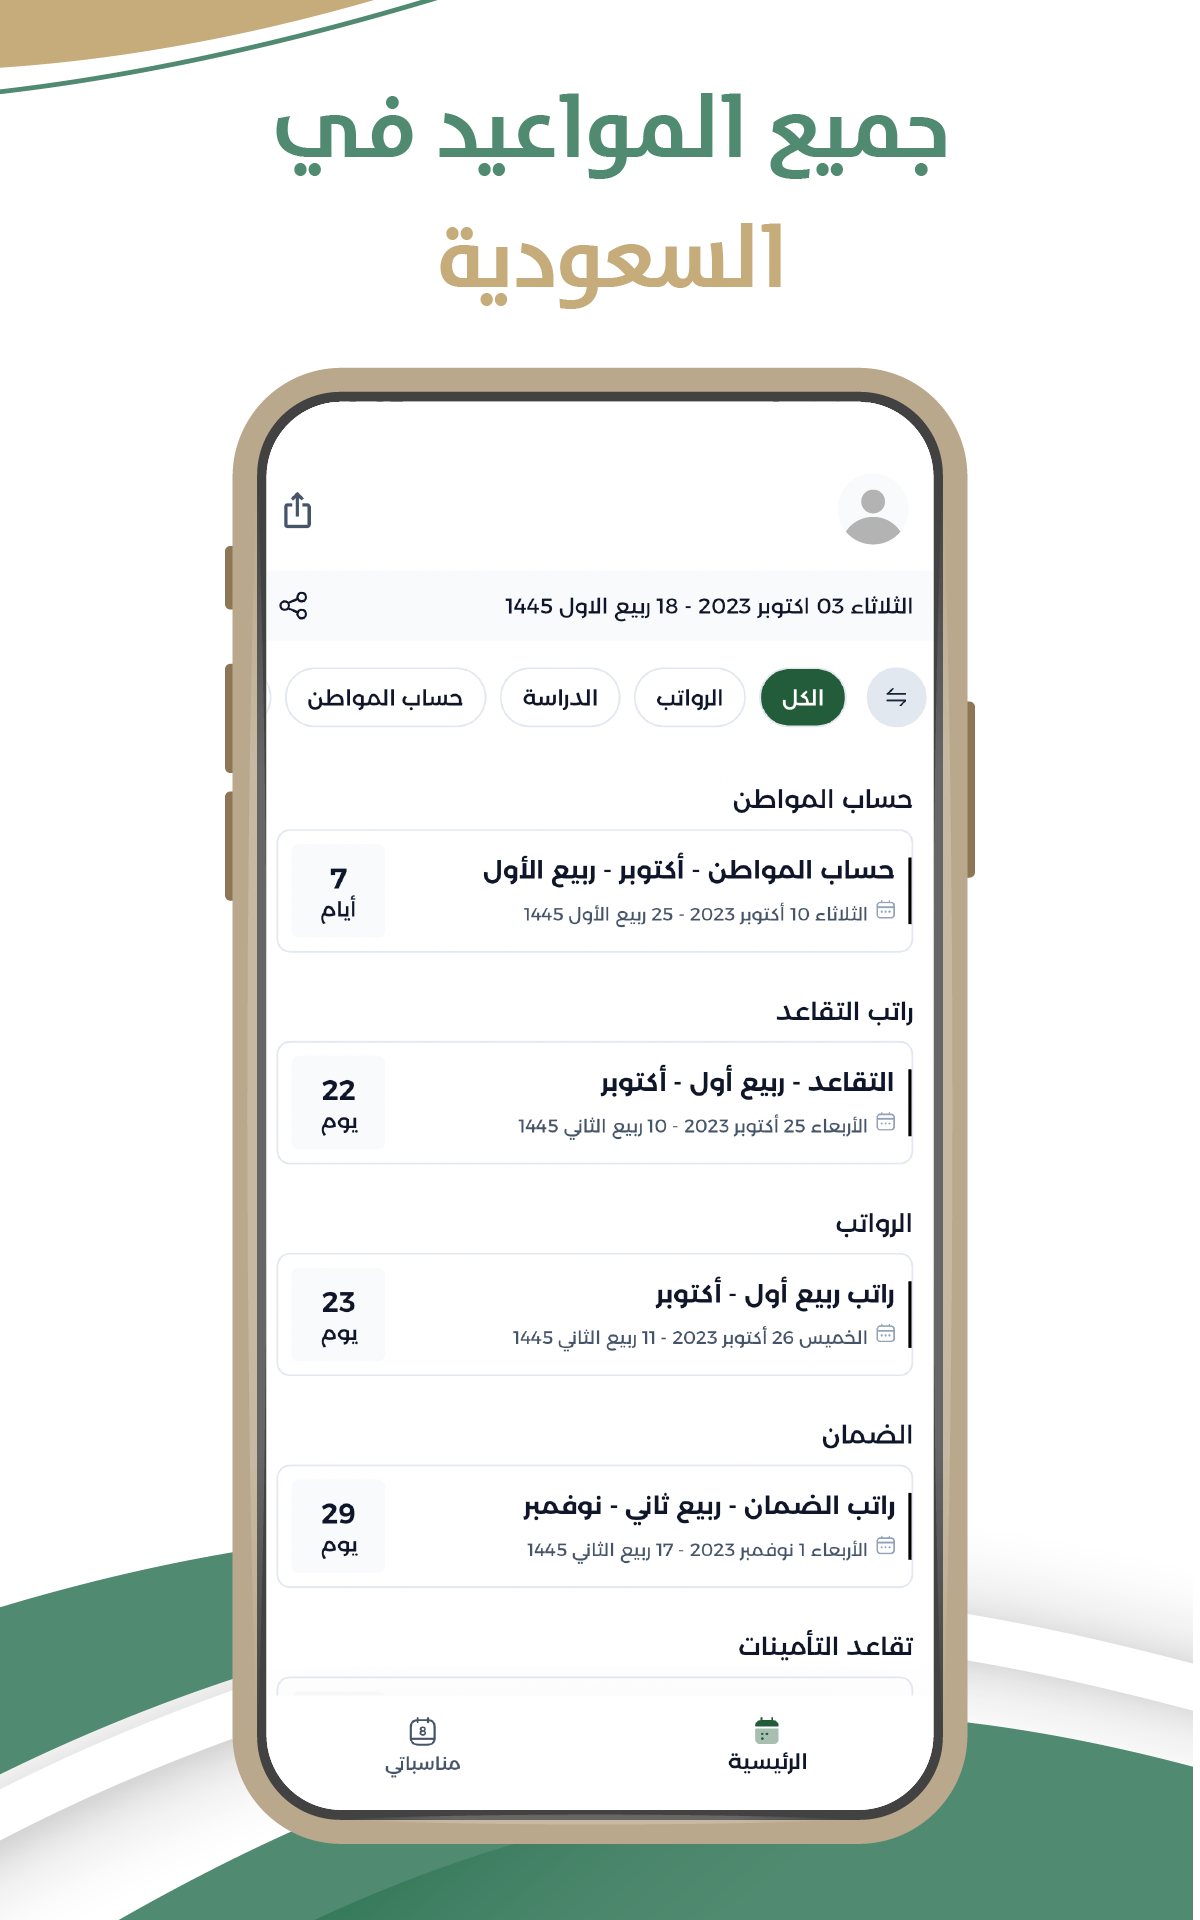 جميع المواعيد في
السعودية
الثلاثاء 03 اكتوبر 2023 - 18 ربيع الاول 1445
الكل
الرواتب
الدراسة
حساب المواطن
حساب المواطن
حساب المواطن - أكتوبر - ربيع الأول
الثلاثاء 10 أكتوبر 2023 - 25 ربيع الأول 1445
7
أيام
راتب التقاعد
التقاعد - ربيع أول - أكتوبر
الأربعاء 25 أكتوبر 2023 - 10 ربيع الثاني 1445
22
يوم
الرواتب
راتب ربيع أول - أكتوبر
الخميس 26 أكتوبر 2023 - 11 ربيع الثاني 1445
23
يوم
الضمان
راتب الضمان - ربيع ثاني - نوفمبر
الأربعاء 1 نوفمبر 2023 - 17 ربيع الثاني 1445
29
يوم
تقاعد التأمينات
الرئيسية
8
مناسباتي